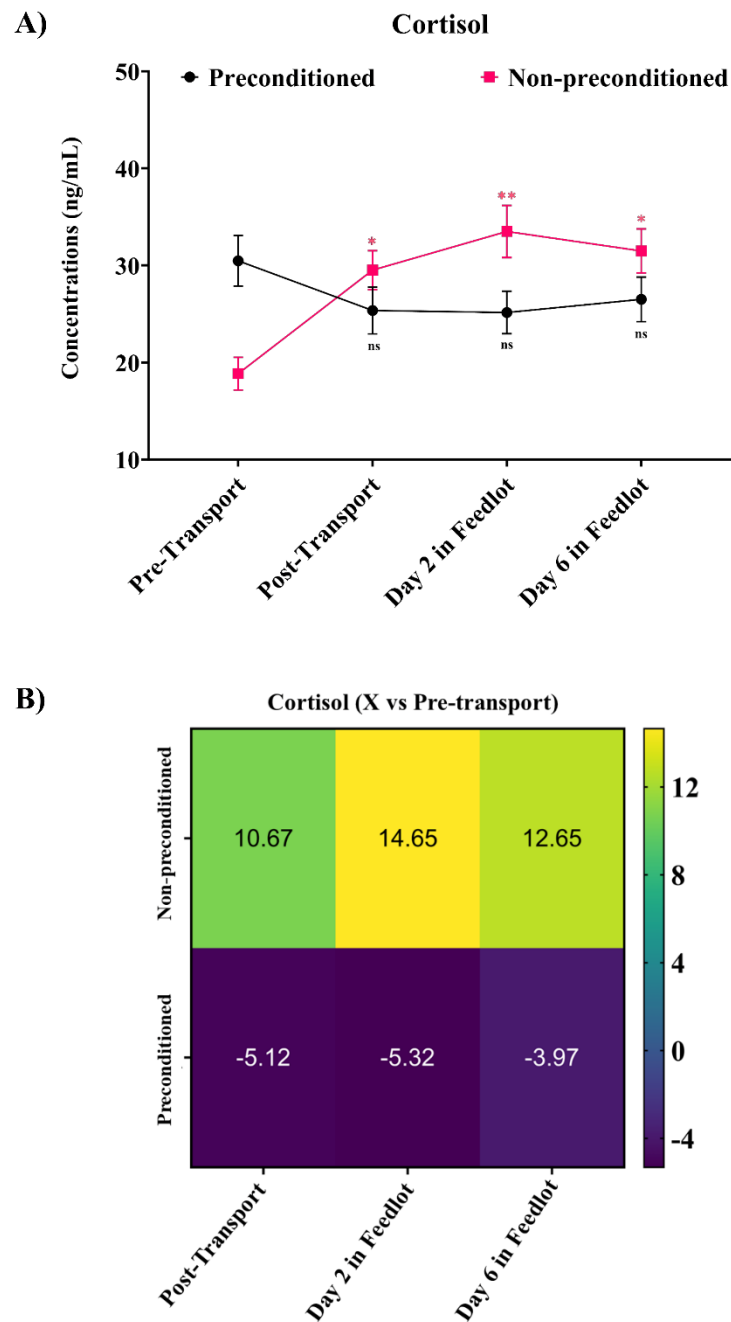 A)
Cortisol
Preconditioned
Non-preconditioned
Concentrations (ng/mL)
50
40
30
20
10
*
**
*
ns
ns
ns
Pre-Transport
Post-Transport
Day 2 in Feedlot
Day 6 in Feedlot
B)
Cortisol (X vs Pre-transport)
Non-preconditioned
10.67 14.65 12.65
Preconditioned
-5.12 -5.32 -3.97
12
8
4
0
-4
Post-Transport
Day 2 in Feedlot
Day 6 in Feedlot